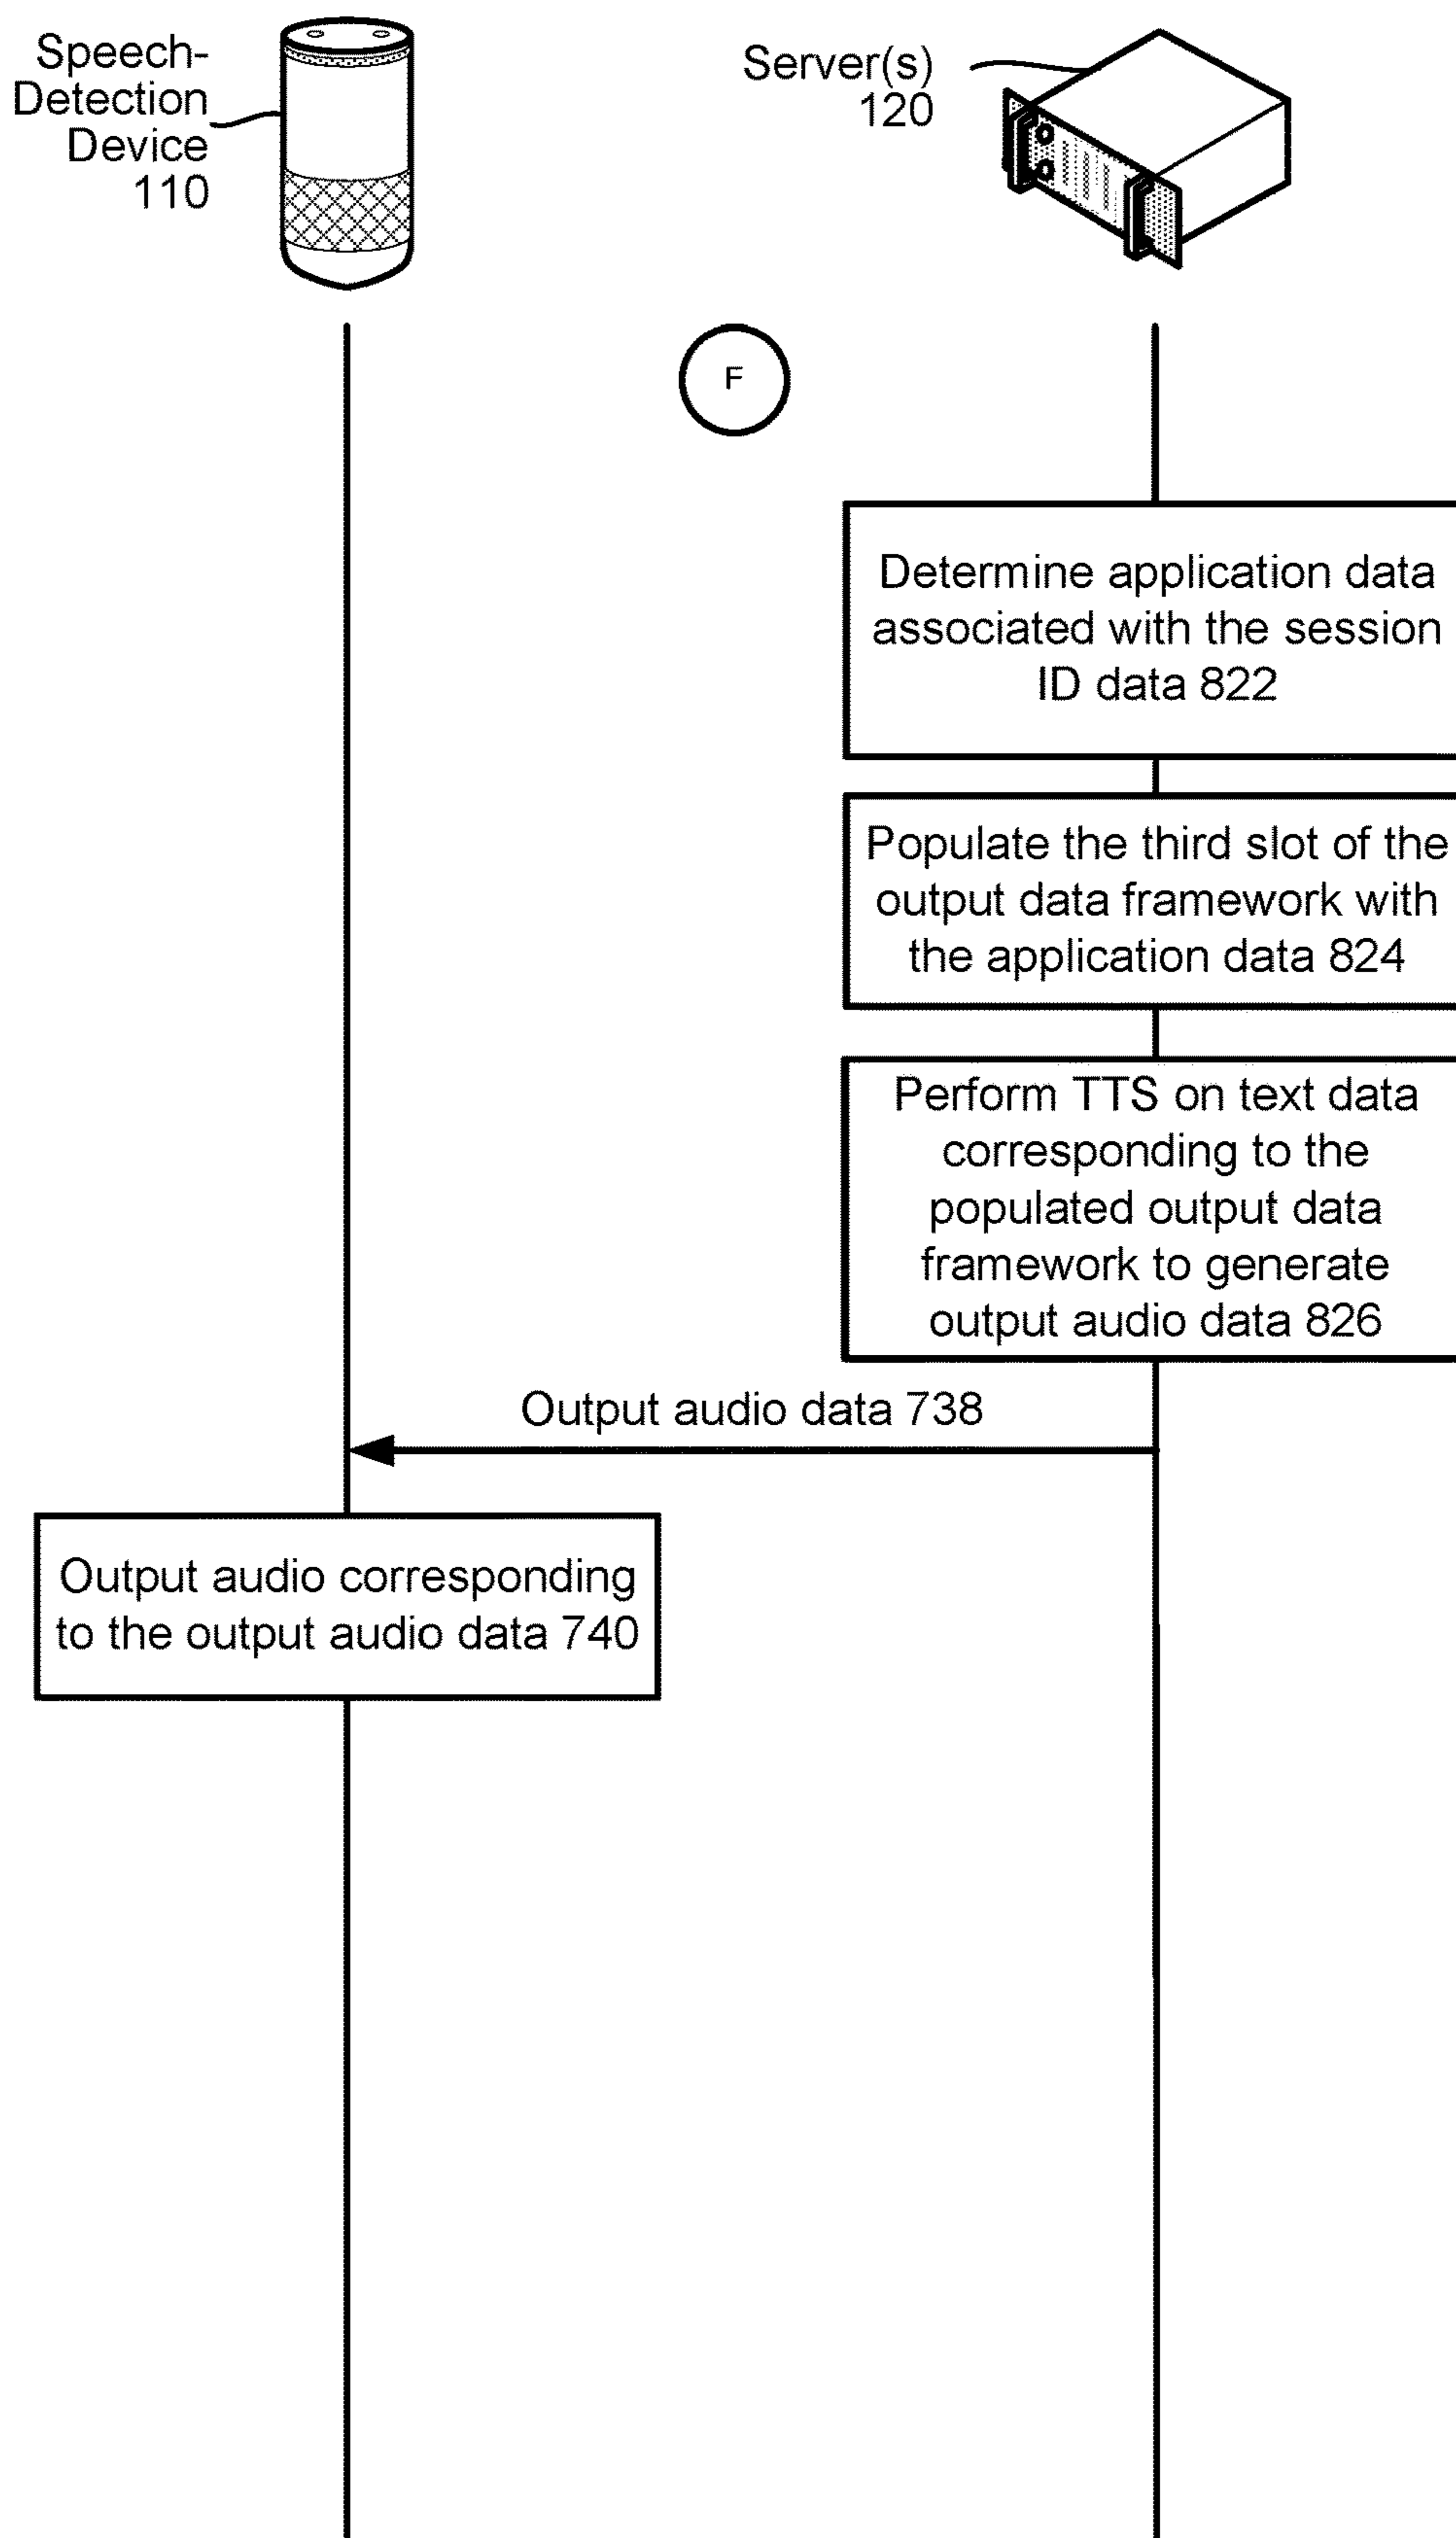 Speech-
Detection
Device
110
Server(s)
120
F
Determine application data
associated with the session
ID data 822
Populate the third slot of the
output data framework with
the application data 824
Perform TTS on text data
corresponding to the
populated output data
framework to generate
output audio data 826
Output audio data 738
Output audio corresponding
to the output audio data 740